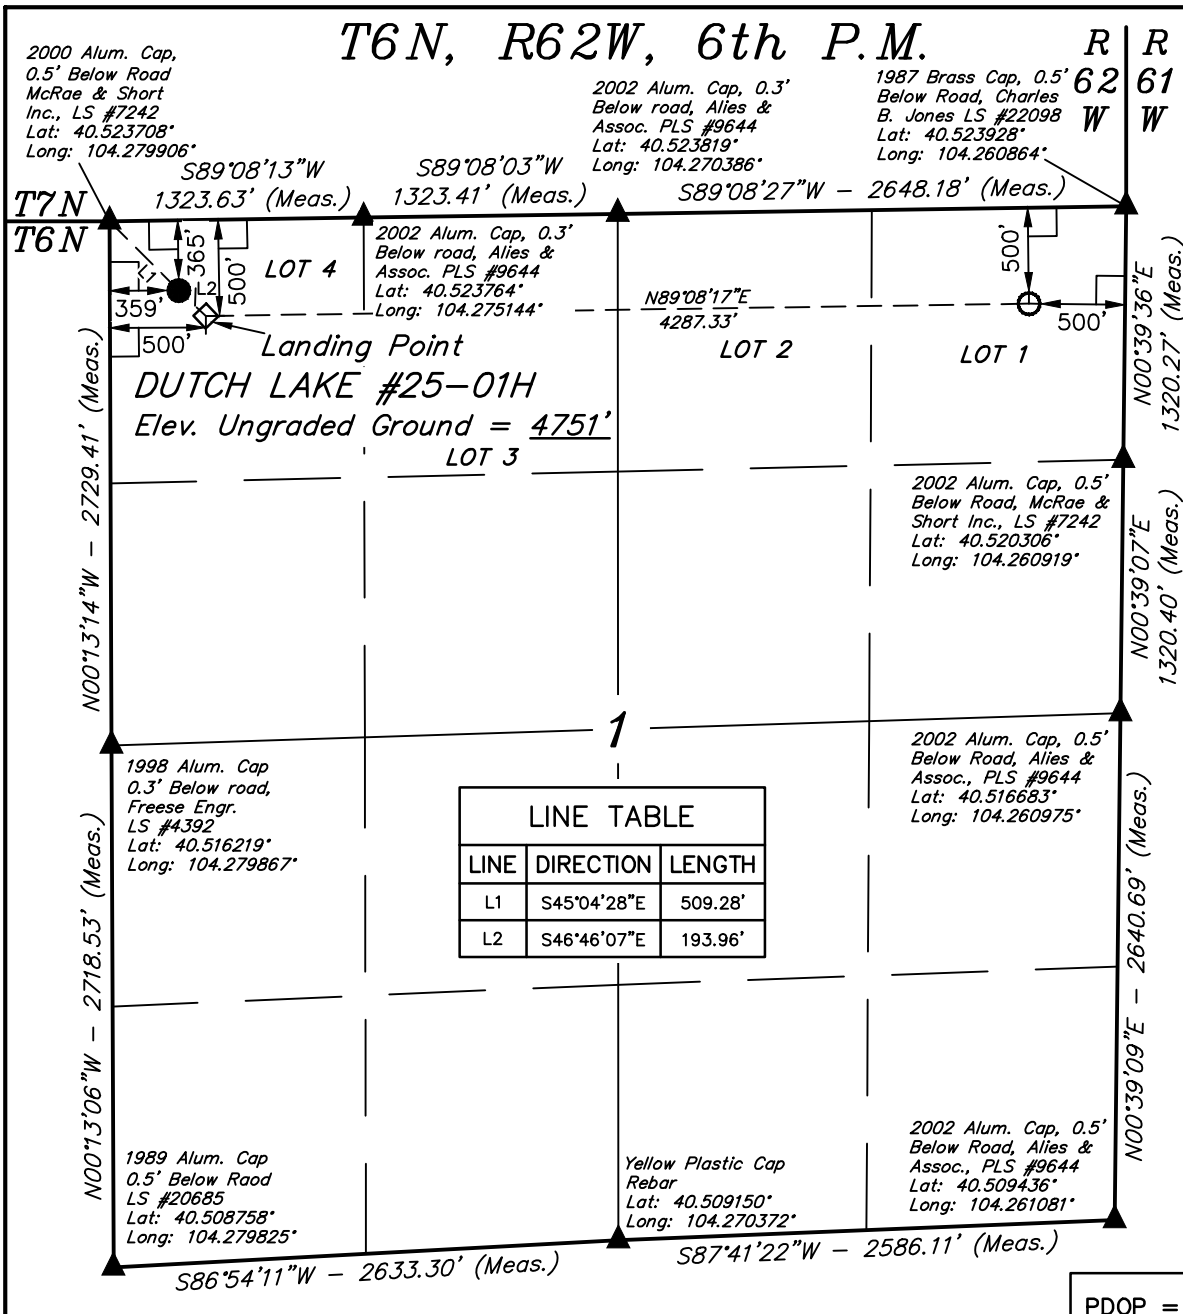 T6N, R62W, 6th P.M.
R
62
W
R
61
W
2000 Alum. Cap,
0.5' Below Road
McRae & Short
Inc., LS #7242
Lat: 40.523708°
Long: 104.279906°
2002 Alum. Cap, 0.3'
Below road, Alies &
Assoc. PLS #9644
Lat: 40.523819°
Long: 104.270386°
1987 Brass Cap, 0.5'
Below Road, Charles
B. Jones LS #22098
Lat: 40.523928°
Long: 104.260864°
S89°08'13"W
1323.63' (Meas.)
S89°08'03"W
1323.41' (Meas.)
S89°08'27"W - 2648.18' (Meas.)
T7N
T6N
L1
365'
500'
359'
L2
500'
LOT 4
2002 Alum. Cap, 0.3'
Below road, Alies &
Assoc. PLS #9644
Lat: 40.523764°
Long: 104.275144°
N89°08'17"E
4287.33'
500'
500'
LOT 2
LOT 1
N00°39'36"E
1320.27' (Meas.)
Landing Point
DUTCH LAKE #25-01H
Elev. Ungraded Ground = 4751'
LOT 3
N00°13'14"W - 2729.41' (Meas.)
2002 Alum. Cap, 0.5'
Below Road, McRae &
Short Inc., LS #7242
Lat: 40.520306°
Long: 104.260919°
N00°39'07"E
1320.40' (Meas.)
1
1998 Alum. Cap
0.3' Below road,
Freese Engr.
LS #4392
Lat: 40.516219°
Long: 104.279867°
2002 Alum. Cap, 0.5'
Below Road, Alies &
Assoc., PLS #9644
Lat: 40.516683°
Long: 104.260975°
LINE TABLE
LINE DIRECTION LENGTH
L1 S45°04'28"E 509.28'
L2 S46°46'07"E 193.96'
N00°13'06"W - 2718.53' (Meas.)
N00°39'09"E - 2640.69' (Meas.)
1989 Alum. Cap
0.5' Below Raod
LS #20685
Lat: 40.508758°
Long: 104.279825°
Yellow Plastic Cap
Rebar
Lat: 40.509150°
Long: 104.270372°
2002 Alum. Cap, 0.5'
Below Road, Alies &
Assoc., PLS #9644
Lat: 40.509436°
Long: 104.261081°
S86°54'11"W - 2633.30' (Meas.)
S87°41'22"W - 2586.11' (Meas.)
PDOP =